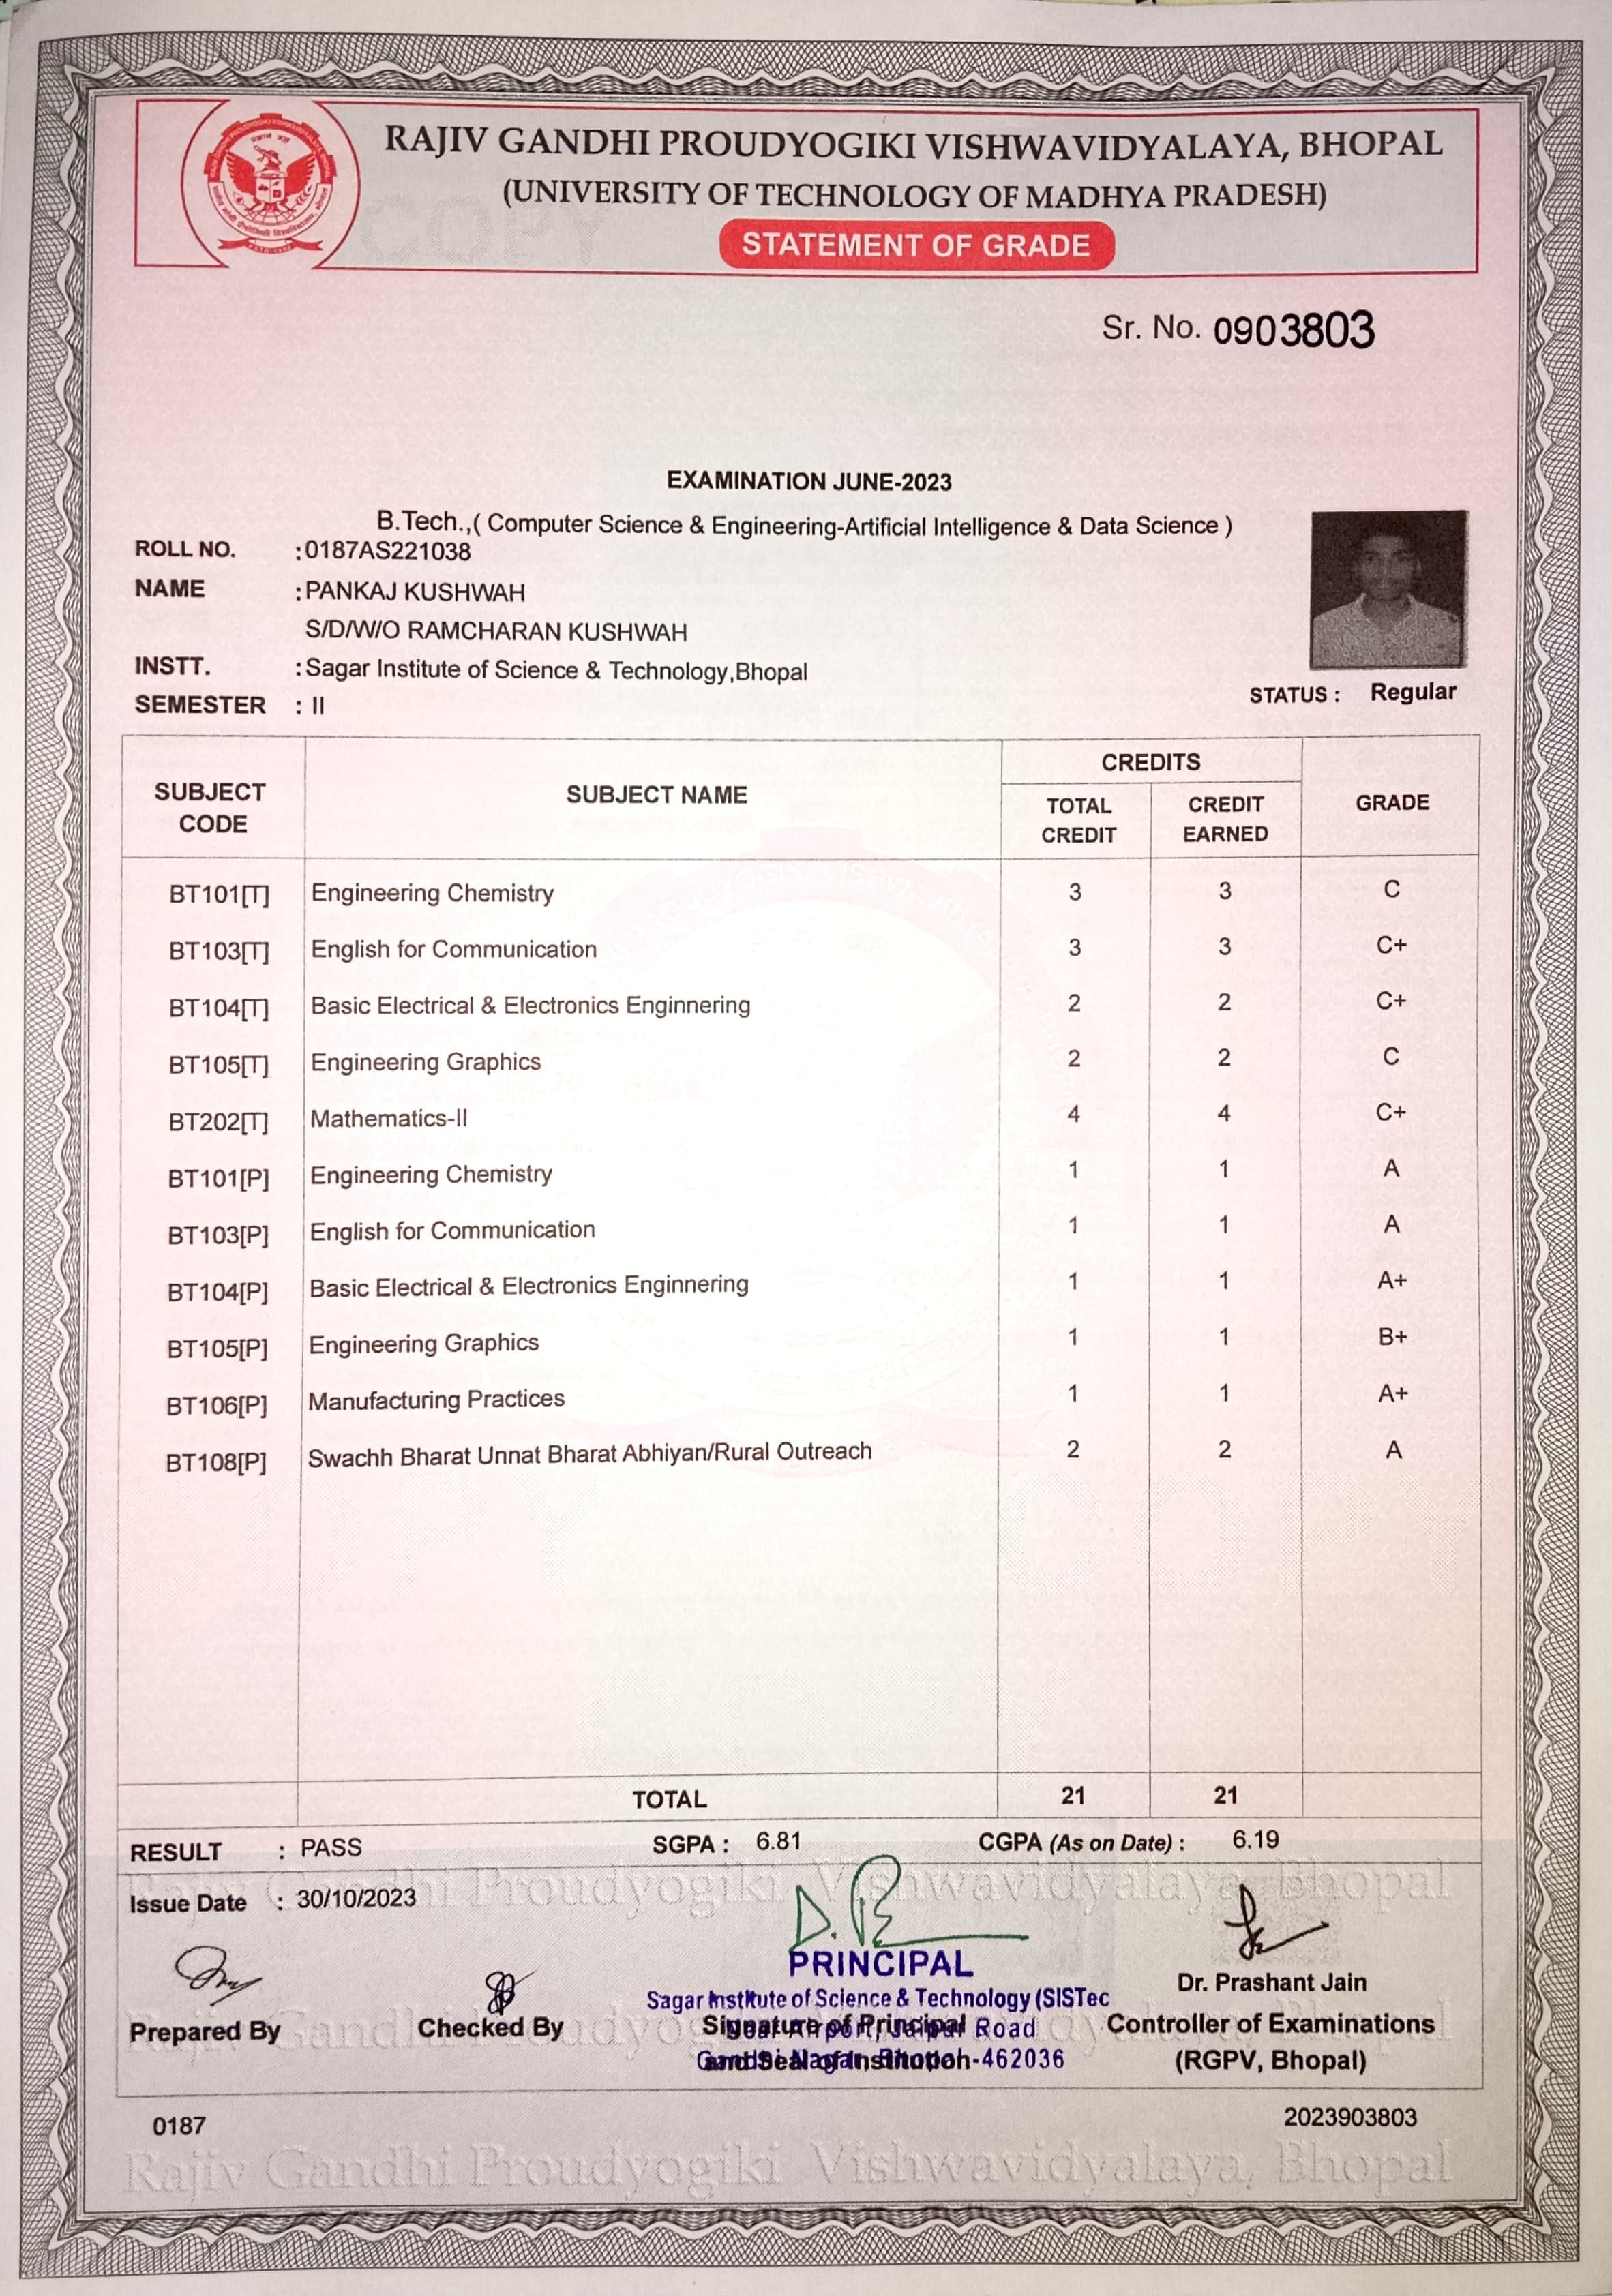 RAJIV GANDHI PROUDYOGIKI VISHWAVIDYALAYA, BHOPAL
(UNIVERSITY OF TECHNOLOGY OF MADHYA PRADESH)
COPY
STATEMENT OF GRADE
Sr. No. 0903803
EXAMINATION JUNE-2023
B.Tech.,( Computer Science & Engineering-Artificial Intelligence & Data Science )
ROLL NO. :0187AS221038
NAME :PANKAJ KUSHWAH
S/D/W/O RAMCHARAN KUSHWAH
INSTT. :Sagar Institute of Science & Technology,Bhopal
SEMESTER : II
STATUS : Regular
SUBJECT CODE SUBJECT NAME CREDITS GRADE
TOTAL CREDIT CREDIT EARNED
BT101[T] Engineering Chemistry 3 3 C
BT103[T] English for Communication 3 3 C+
BT104[T] Basic Electrical & Electronics Enginnering 2 2 C+
BT105[T] Engineering Graphics 2 2 C
BT202[T] Mathematics-II 4 4 C+
BT101[P] Engineering Chemistry 1 1 A
BT103[P] English for Communication 1 1 A
BT104[P] Basic Electrical & Electronics Enginnering 1 1 A+
BT105[P] Engineering Graphics 1 1 B+
BT106[P] Manufacturing Practices 1 1 A+
BT108[P] Swachh Bharat Unnat Bharat Abhiyan/Rural Outreach 2 2 A
TOTAL 21 21
RESULT : PASS SGPA : 6.81 CGPA (As on Date) : 6.19
Rajiv Gandhi Proudyogiki Vishwavidyalaya, Bhopal
Issue Date : 30/10/2023
PRINCIPAL
Sagar Institute of Science & Technology (SISTec
Near Airport, Jaipur Road
Gandhi Nagar, Bhopal-462036
Dr. Prashant Jain
Prepared By
Checked By
Signature of Principal
and Seal of Institution
Controller of Examinations
(RGPV, Bhopal)
0187
2023903803
Rajiv Gandhi Proudyogiki Vishwavidyalaya, Bhopal